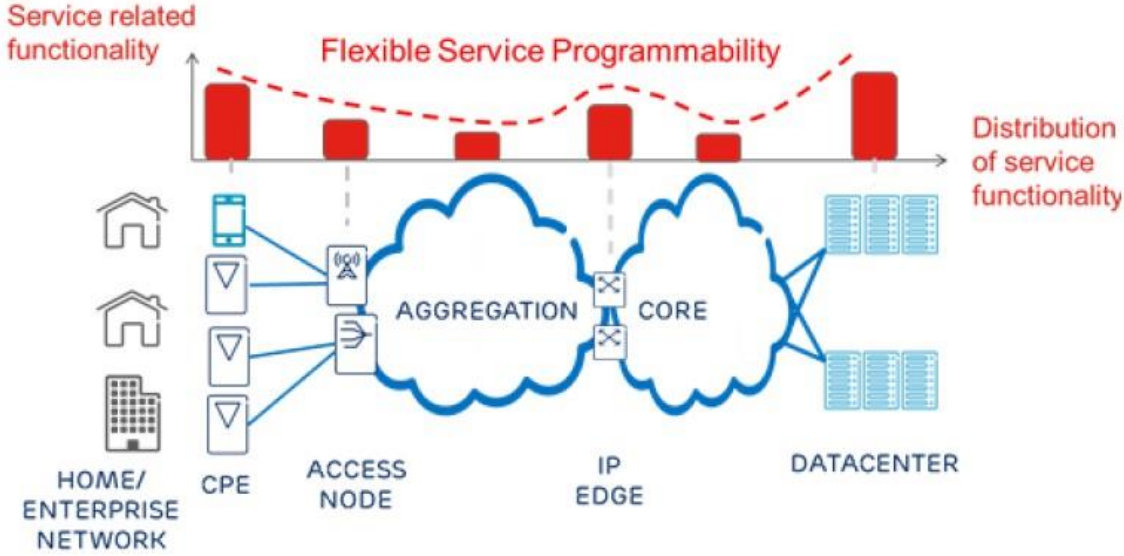 Service related
functionality
Flexible Service Programmability
Distribution
of service
functionality
AGGREGATION
CORE
HOME/
ENTERPRISE
NETWORK
CPE
ACCESS
NODE
IP
EDGE
DATACENTER